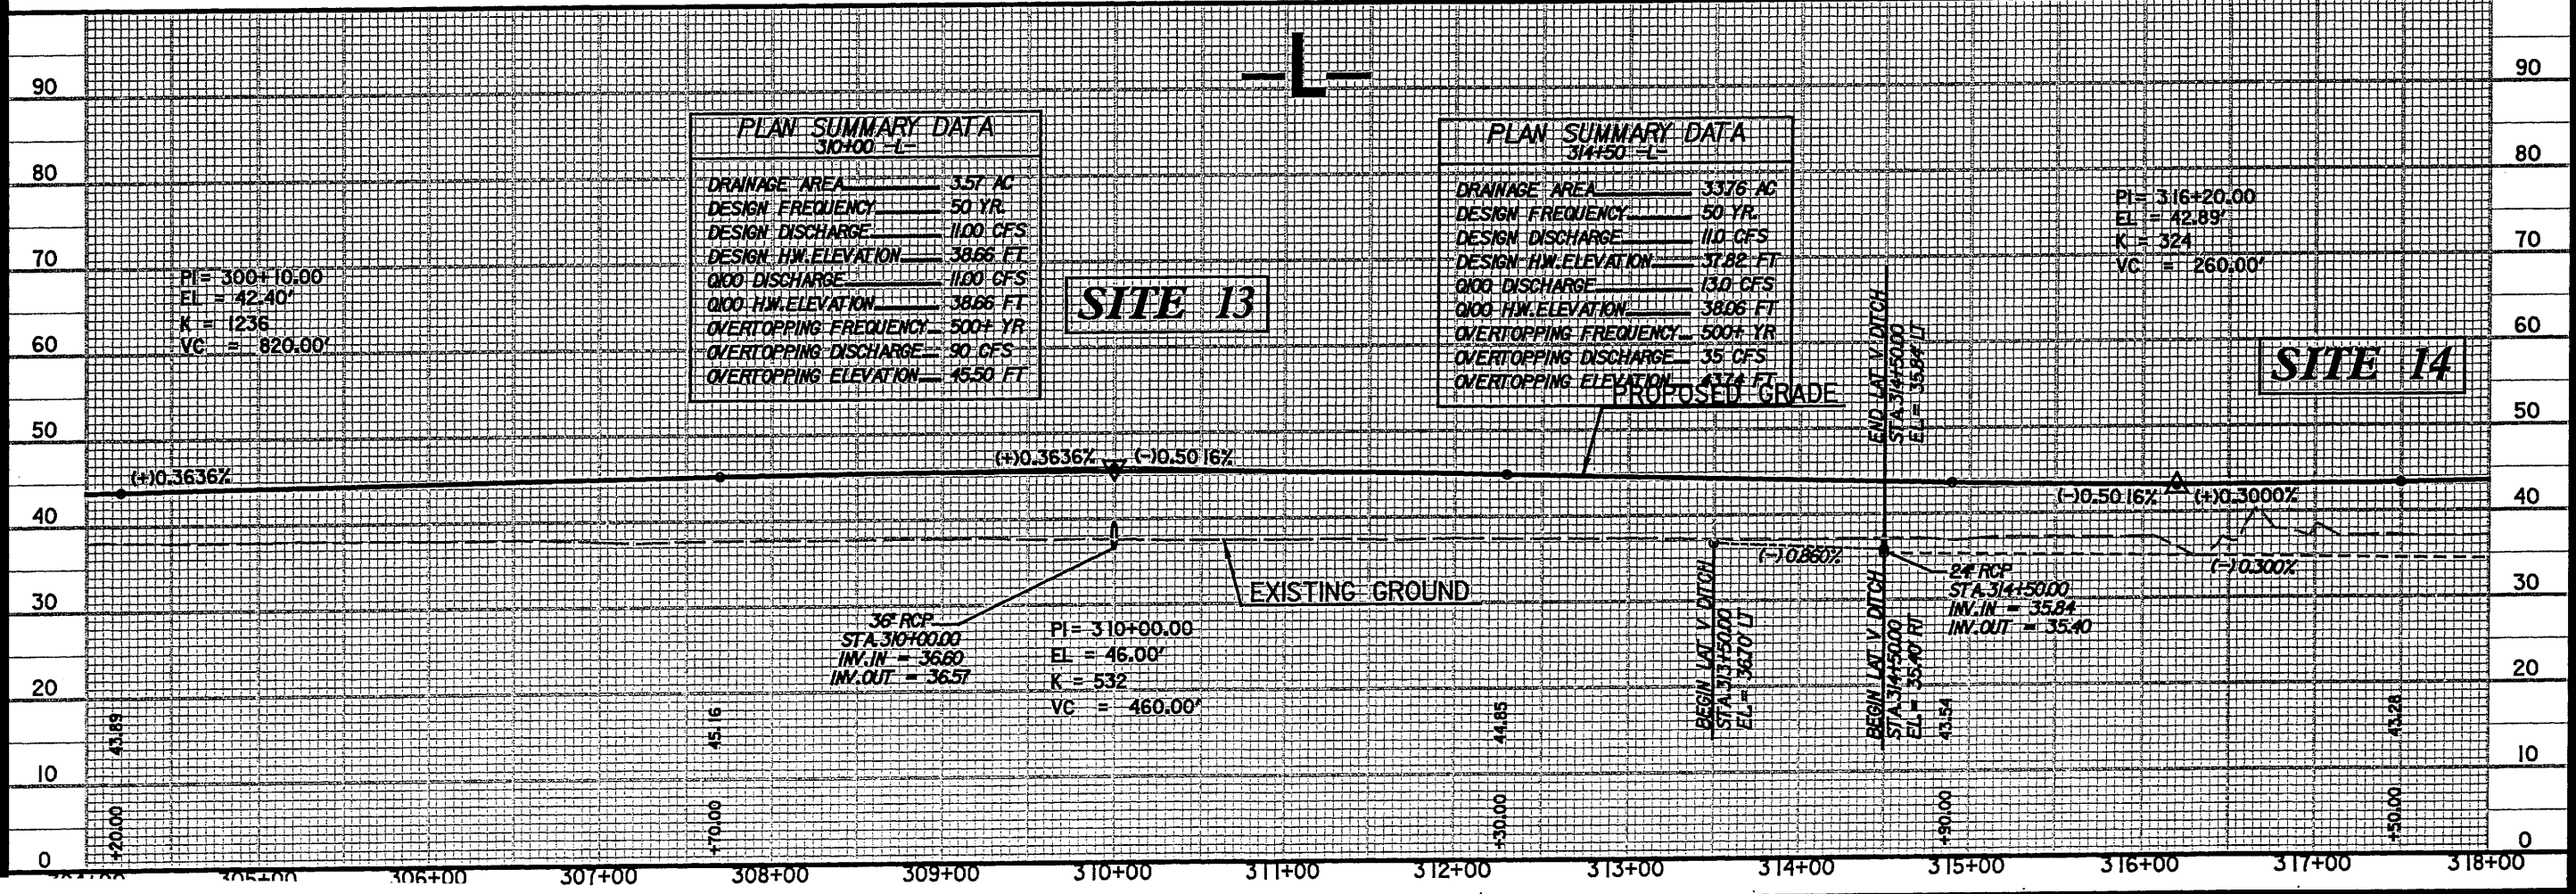 -L-
90
80
70
60
50
40
30
20
10
0
PI = 300+10.00
EL = 42.40'
K = 1236
VC = 820.00'
PLAN SUMMARY DATA
310+00 -L-
DRAINAGE AREA 3.57 AC
DESIGN FREQUENCY 50 YR.
DESIGN DISCHARGE 11.00 CFS
DESIGN H.W. ELEVATION 38.66 FT
Q100 DISCHARGE 11.00 CFS
Q100 H.W. ELEVATION 38.66 FT
OVERTOPPING FREQUENCY 500+ YR
OVERTOPPING DISCHARGE 90 CFS
OVERTOPPING ELEVATION 45.50 FT
SITE 13
PLAN SUMMARY DATA
314+50 -L-
DRAINAGE AREA 33.76 AC
DESIGN FREQUENCY 50 YR.
DESIGN DISCHARGE 11.0 CFS
DESIGN H.W. ELEVATION 37.82 FT
Q100 DISCHARGE 13.0 CFS
Q100 H.W. ELEVATION 38.06 FT
OVERTOPPING FREQUENCY 500+ YR
OVERTOPPING DISCHARGE 35 CFS
OVERTOPPING ELEVATION 43.74 FT
PROPOSED GRADE
END LAT. V DITCH
STA.314+50.00
EL = 35.84' LT
PI = 316+20.00
EL = 42.89'
K = 324
VC = 260.00'
SITE 14
90
80
70
60
50
40
30
20
10
0
(+)0.3636%
(+)0.3636%
(-)0.5016%
(-)0.5016%
(+)0.3000%
(-)0.860%
(-)0.300%
EXISTING GROUND
36" RCP
STA.310+00.00
INV.IN = 36.60
INV.OUT = 36.57
PI = 310+00.00
EL = 46.00'
K = 532
VC = 460.00'
BEGIN LAT. V DITCH
STA.313+50.00
EL = 36.70' LT
BEGIN LAT. V DITCH
STA.314+50.00
EL = 35.40' RT
24" RCP
STA.314+50.00
INV.IN = 35.84
INV.OUT = 35.40
+20.00 43.89
+70.00 45.16
+30.00 44.85
+90.00 43.54
+50.00 43.28
305+00
306+00
307+00
308+00
309+00
310+00
311+00
312+00
313+00
314+00
315+00
316+00
317+00
318+00